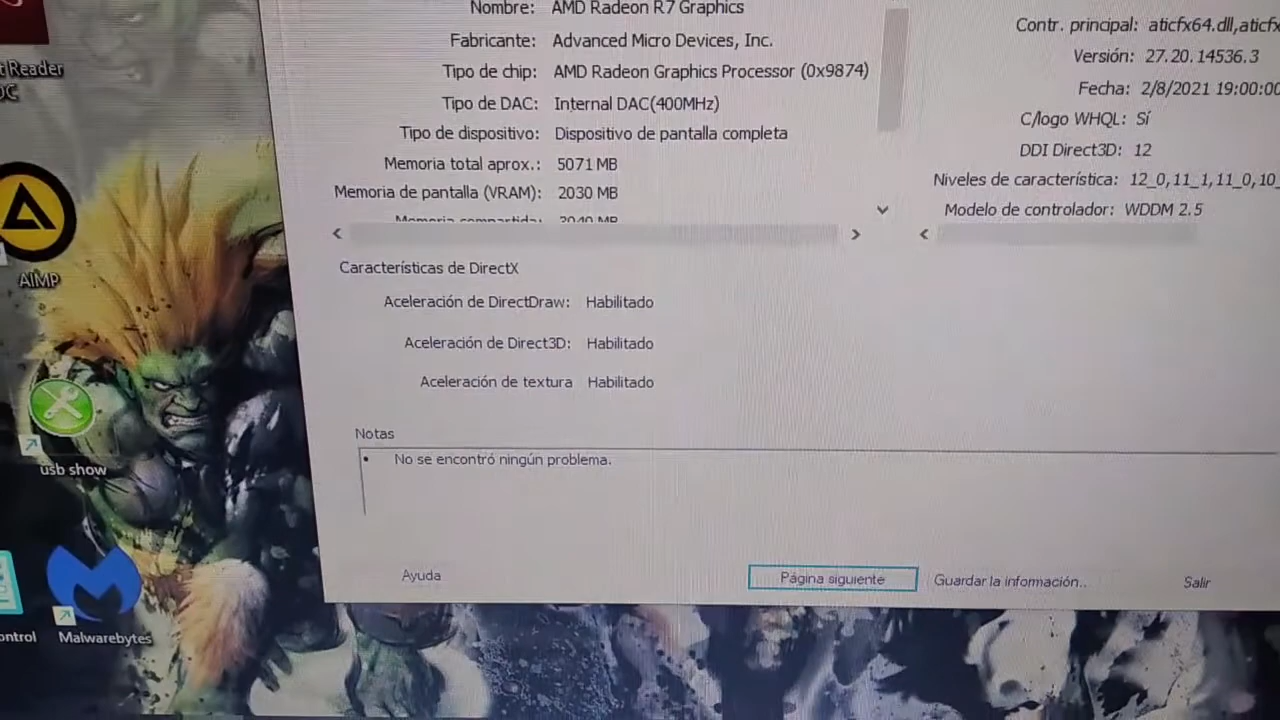 Nombre: AMD Radeon R7 Graphics
Fabricante: Advanced Micro Devices, Inc.
Tipo de chip: AMD Radeon Graphics Processor (0x9874)
Tipo de DAC: Internal DAC(400MHz)
Tipo de dispositivo: Dispositivo de pantalla completa
Memoria total aprox.: 5071 MB
Memoria de pantalla (VRAM): 2030 MB
Memoria compartida: 3040 MB
Contr. principal: aticfx64.dll,aticfx
Versión: 27.20.14536.3
Fecha: 2/8/2021 19:00:00
C/logo WHQL: Sí
DDI Direct3D: 12
Niveles de característica: 12_0,11_1,11_0,10_
Modelo de controlador: WDDM 2.5
Características de DirectX
Aceleración de DirectDraw: Habilitado
Aceleración de Direct3D: Habilitado
Aceleración de textura Habilitado
Notas
• No se encontró ningún problema.
Ayuda
Página siguiente
Guardar la información..
Salir
t Reader
DC
AIMP
usb show
ontrol
Malwarebytes